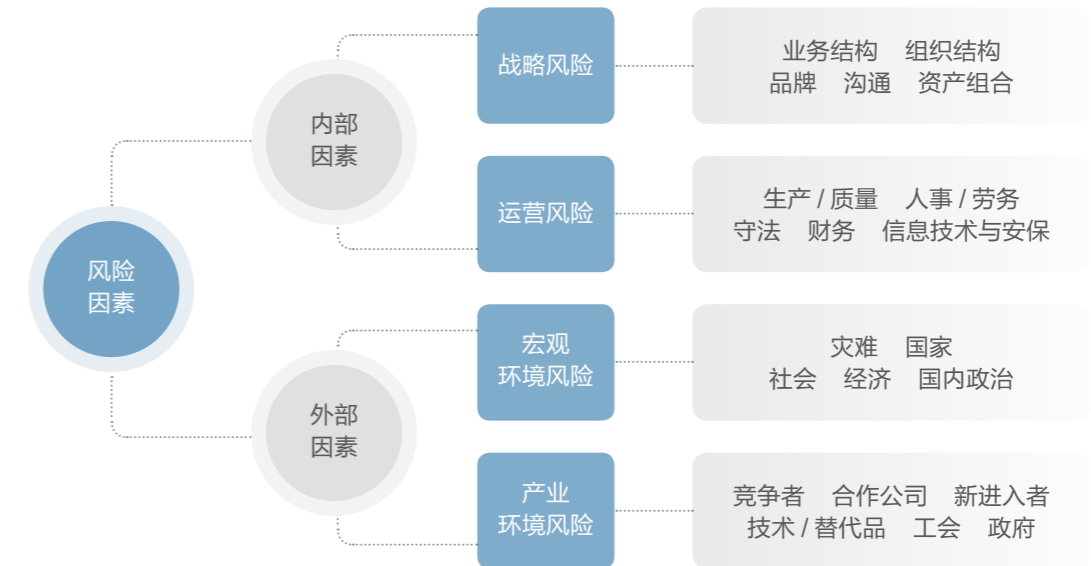 风险
因素
内部
因素
战略风险
业务结构 组织结构
品牌 沟通 资产组合
运营风险
生产 / 质量 人事 / 劳务
守法 财务 信息技术与安保
外部
因素
宏观
环境风险
灾难 国家
社会 经济 国内政治
产业
环境风险
竞争者 合作公司 新进入者
技术 / 替代品 工会 政府